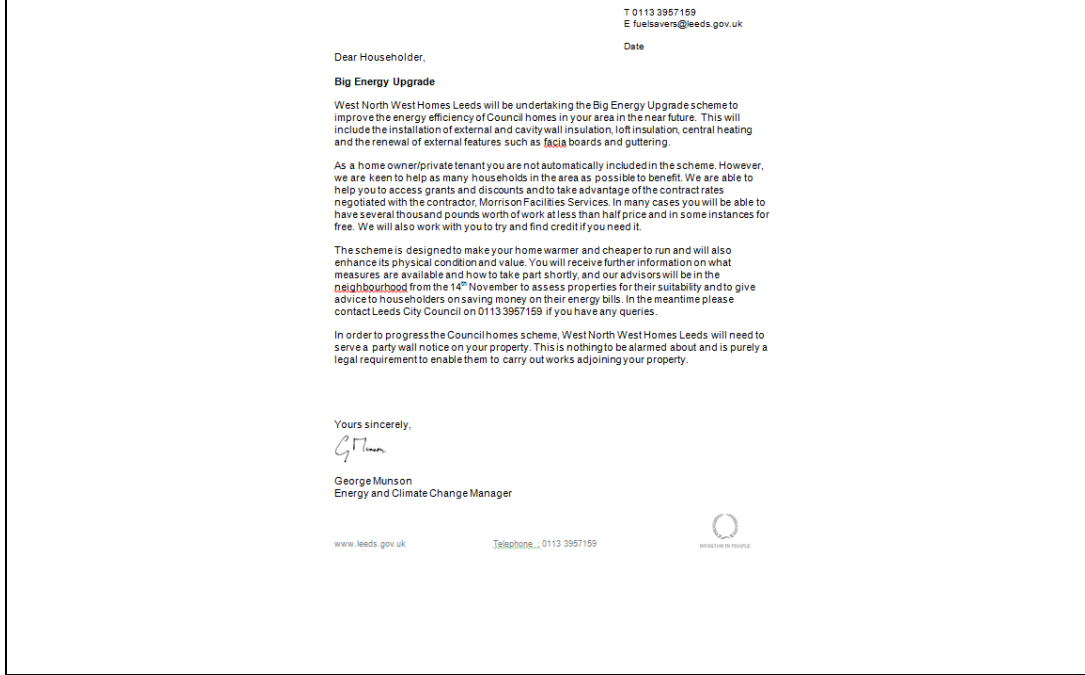 T 0113 3957159
E fuelsavers@leeds.gov.uk
Date
Dear Householder,
Big Energy Upgrade
West North West Homes Leeds will be undertaking the Big Energy Upgrade scheme to
improve the energy efficiency of Council homes in your area in the near future. This will
include the installation of external and cavity wall insulation, loft insulation, central heating
and the renewal of external features such as facia boards and guttering.
As a home owner/private tenant you are not automatically included in the scheme. However,
we are keen to help as many households in the area as possible to benefit. We are able to
help you to access grants and discounts and to take advantage of the contract rates
negotiated with the contractor, Morrison Facilities Services. In many cases you will be able to
have several thousand pounds worth of work at less than half price and in some instances for
free. We will also work with you to try and find credit if you need it.
The scheme is designed to make your home warmer and cheaper to run and will also
enhance its physical condition and value. You will receive further information on what
measures are available and how to take part shortly, and our advisors will be in the
neighbourhood from the 14th November to assess properties for their suitability and to give
advice to householders on saving money on their energy bills. In the meantime please
contact Leeds City Council on 0113 3957159 if you have any queries.
In order to progress the Council homes scheme, West North West Homes Leeds will need to
serve a party wall notice on your property. This is nothing to be alarmed about and is purely a
legal requirement to enable them to carry out works adjoining your property.
Yours sincerely,
G Munson
George Munson
Energy and Climate Change Manager
www.leeds.gov.uk Telephone : 0113 3957159 INVESTOR IN PEOPLE